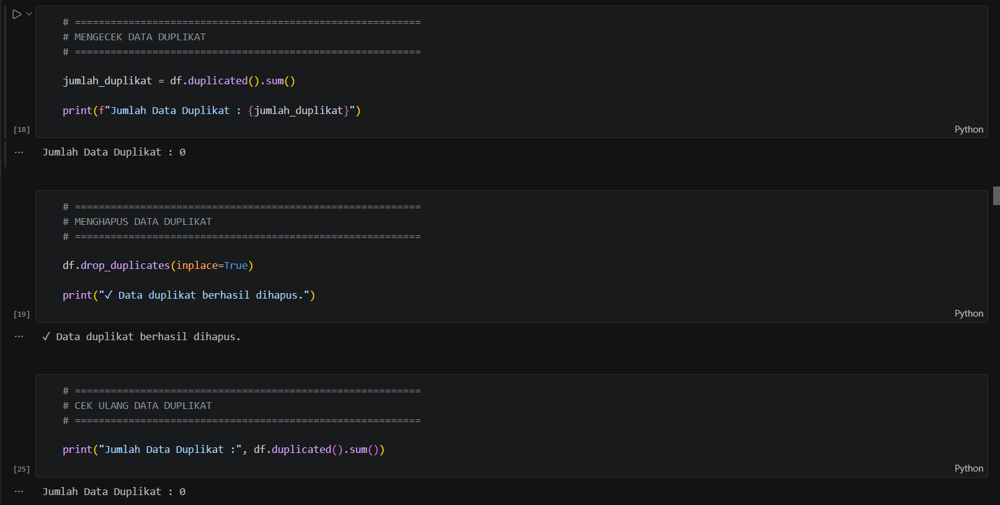 # ==========================================================
# MENGECEK DATA DUPLIKAT
# ==========================================================
jumlah_duplikat = df.duplicated().sum()
print(f"Jumlah Data Duplikat : {jumlah_duplikat}")
[18]
Python
Jumlah Data Duplikat : 0
# ==========================================================
# MENGHAPUS DATA DUPLIKAT
# ==========================================================
df.drop_duplicates(inplace=True)
print("✓ Data duplikat berhasil dihapus.")
[19]
Python
✓ Data duplikat berhasil dihapus.
# ==========================================================
# CEK ULANG DATA DUPLIKAT
# ==========================================================
print("Jumlah Data Duplikat :", df.duplicated().sum())
[25]
Python
Jumlah Data Duplikat : 0